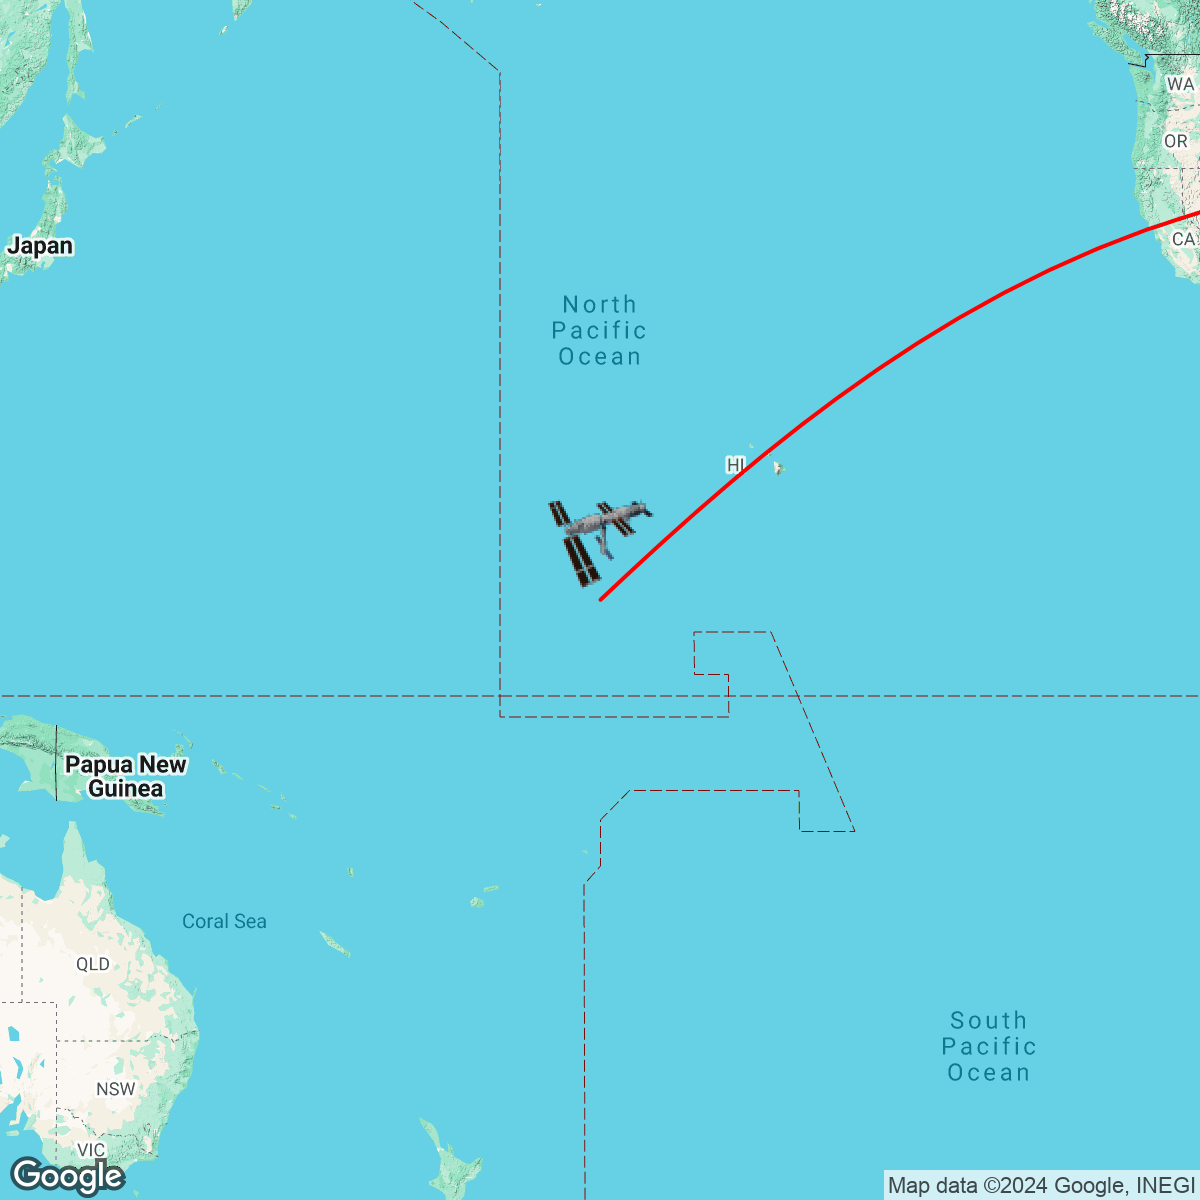 WA
OR
Japan
CA
North
Pacific
Ocean
HI
Papua New
Guinea
Coral Sea
QLD
South
Pacific
Ocean
NSW
VIC
Google
Map data ©2024 Google, INEGI